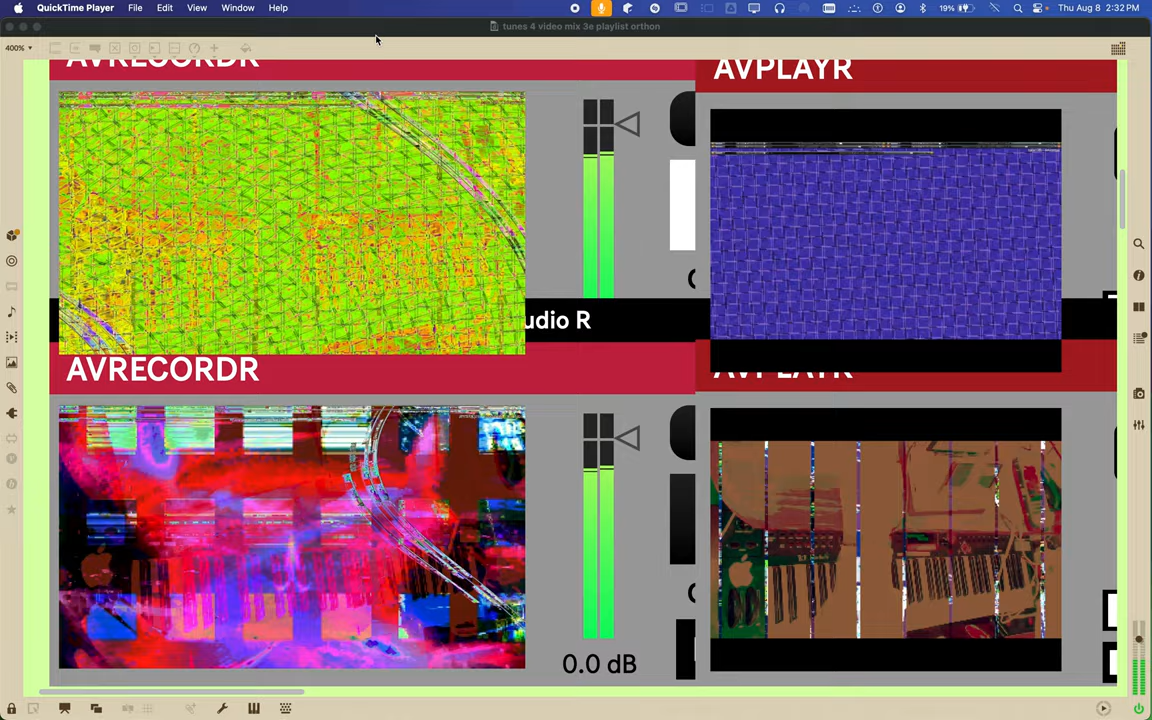 QuickTime Player File Edit View Window Help 19% Thu Aug 8 2:32 PM
tunes 4 video mix 3e playlist orthon
400%
AVRECORDR
AVPLAYR
udio R
AVRECORDR
AVPLAYR
0.0 dB